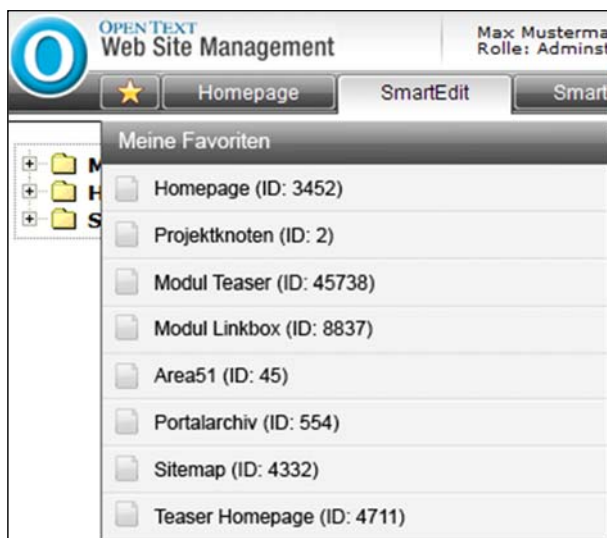 OPEN TEXT
Web Site Management
Rolle: Adminst
Homepage
SmartEdit
Smart
Meine Favoriten
M
H
S
Homepage (ID: 3452)
Projektknoten (ID: 2)
Modul Teaser (ID: 45738)
Modul Linkbox (ID: 8837)
Area51 (ID: 45)
Portalarchiv (ID: 554)
Sitemap (ID: 4332)
Teaser Homepage (ID: 4711)
Max Musterma